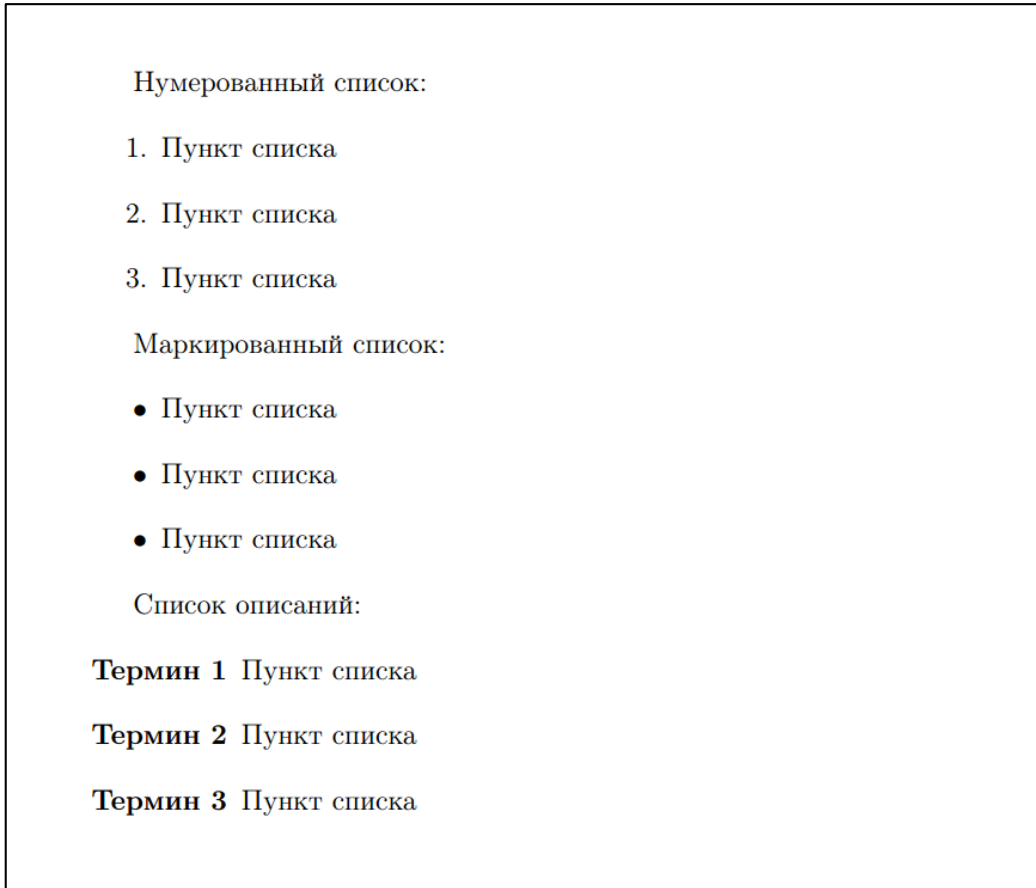 Нумерованный список:
1. Пункт списка
2. Пункт списка
3. Пункт списка
Маркированный список:
• Пункт списка
• Пункт списка
• Пункт списка
Список описаний:
Термин 1 Пункт списка
Термин 2 Пункт списка
Термин 3 Пункт списка